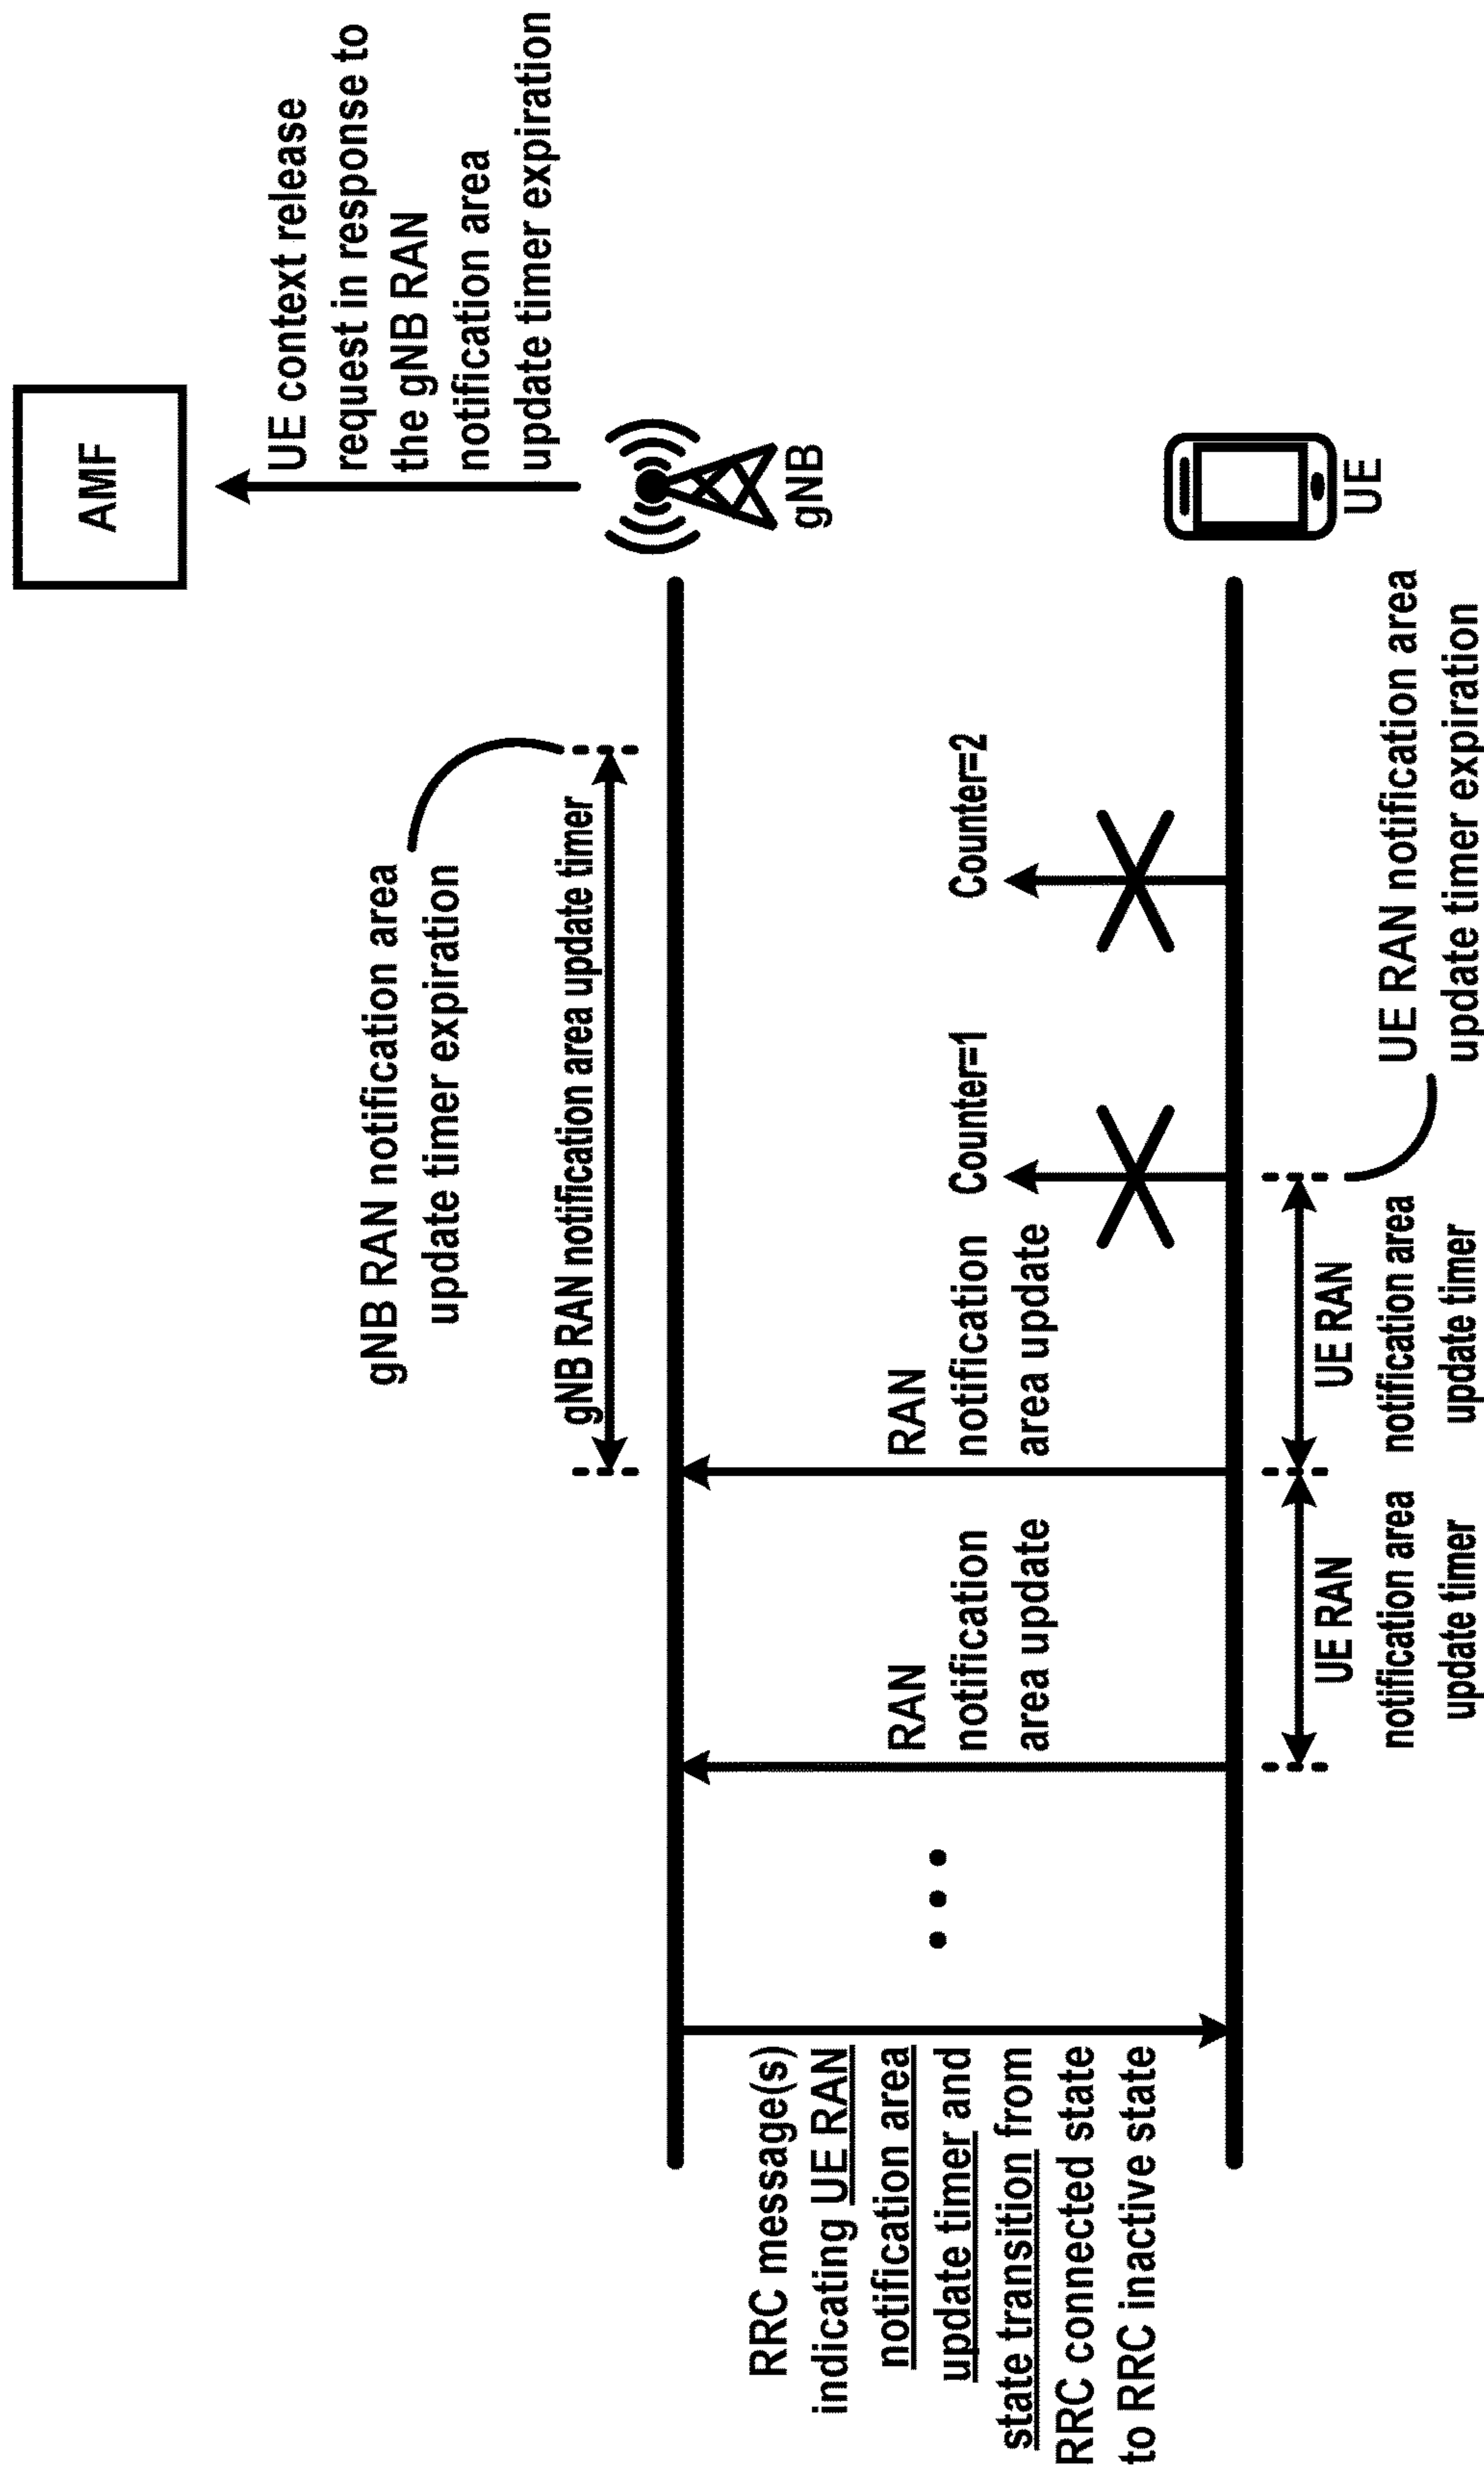 AMF
UE context release
request in response to
the gNB RAN
notification area
update timer expiration
gNB
UE
gNB RAN notification area
update timer expiration
gNB RAN notification area update timer
RRC message(s)
indicating UE RAN
notification area
update timer and
state transition from
RRC connected state
to RRC inactive state
RAN
notification
area update
RAN
notification
area update
Counter=1
Counter=2
UE RAN
notification area
update timer
UE RAN
notification area
update timer
UE RAN notification area
update timer expiration